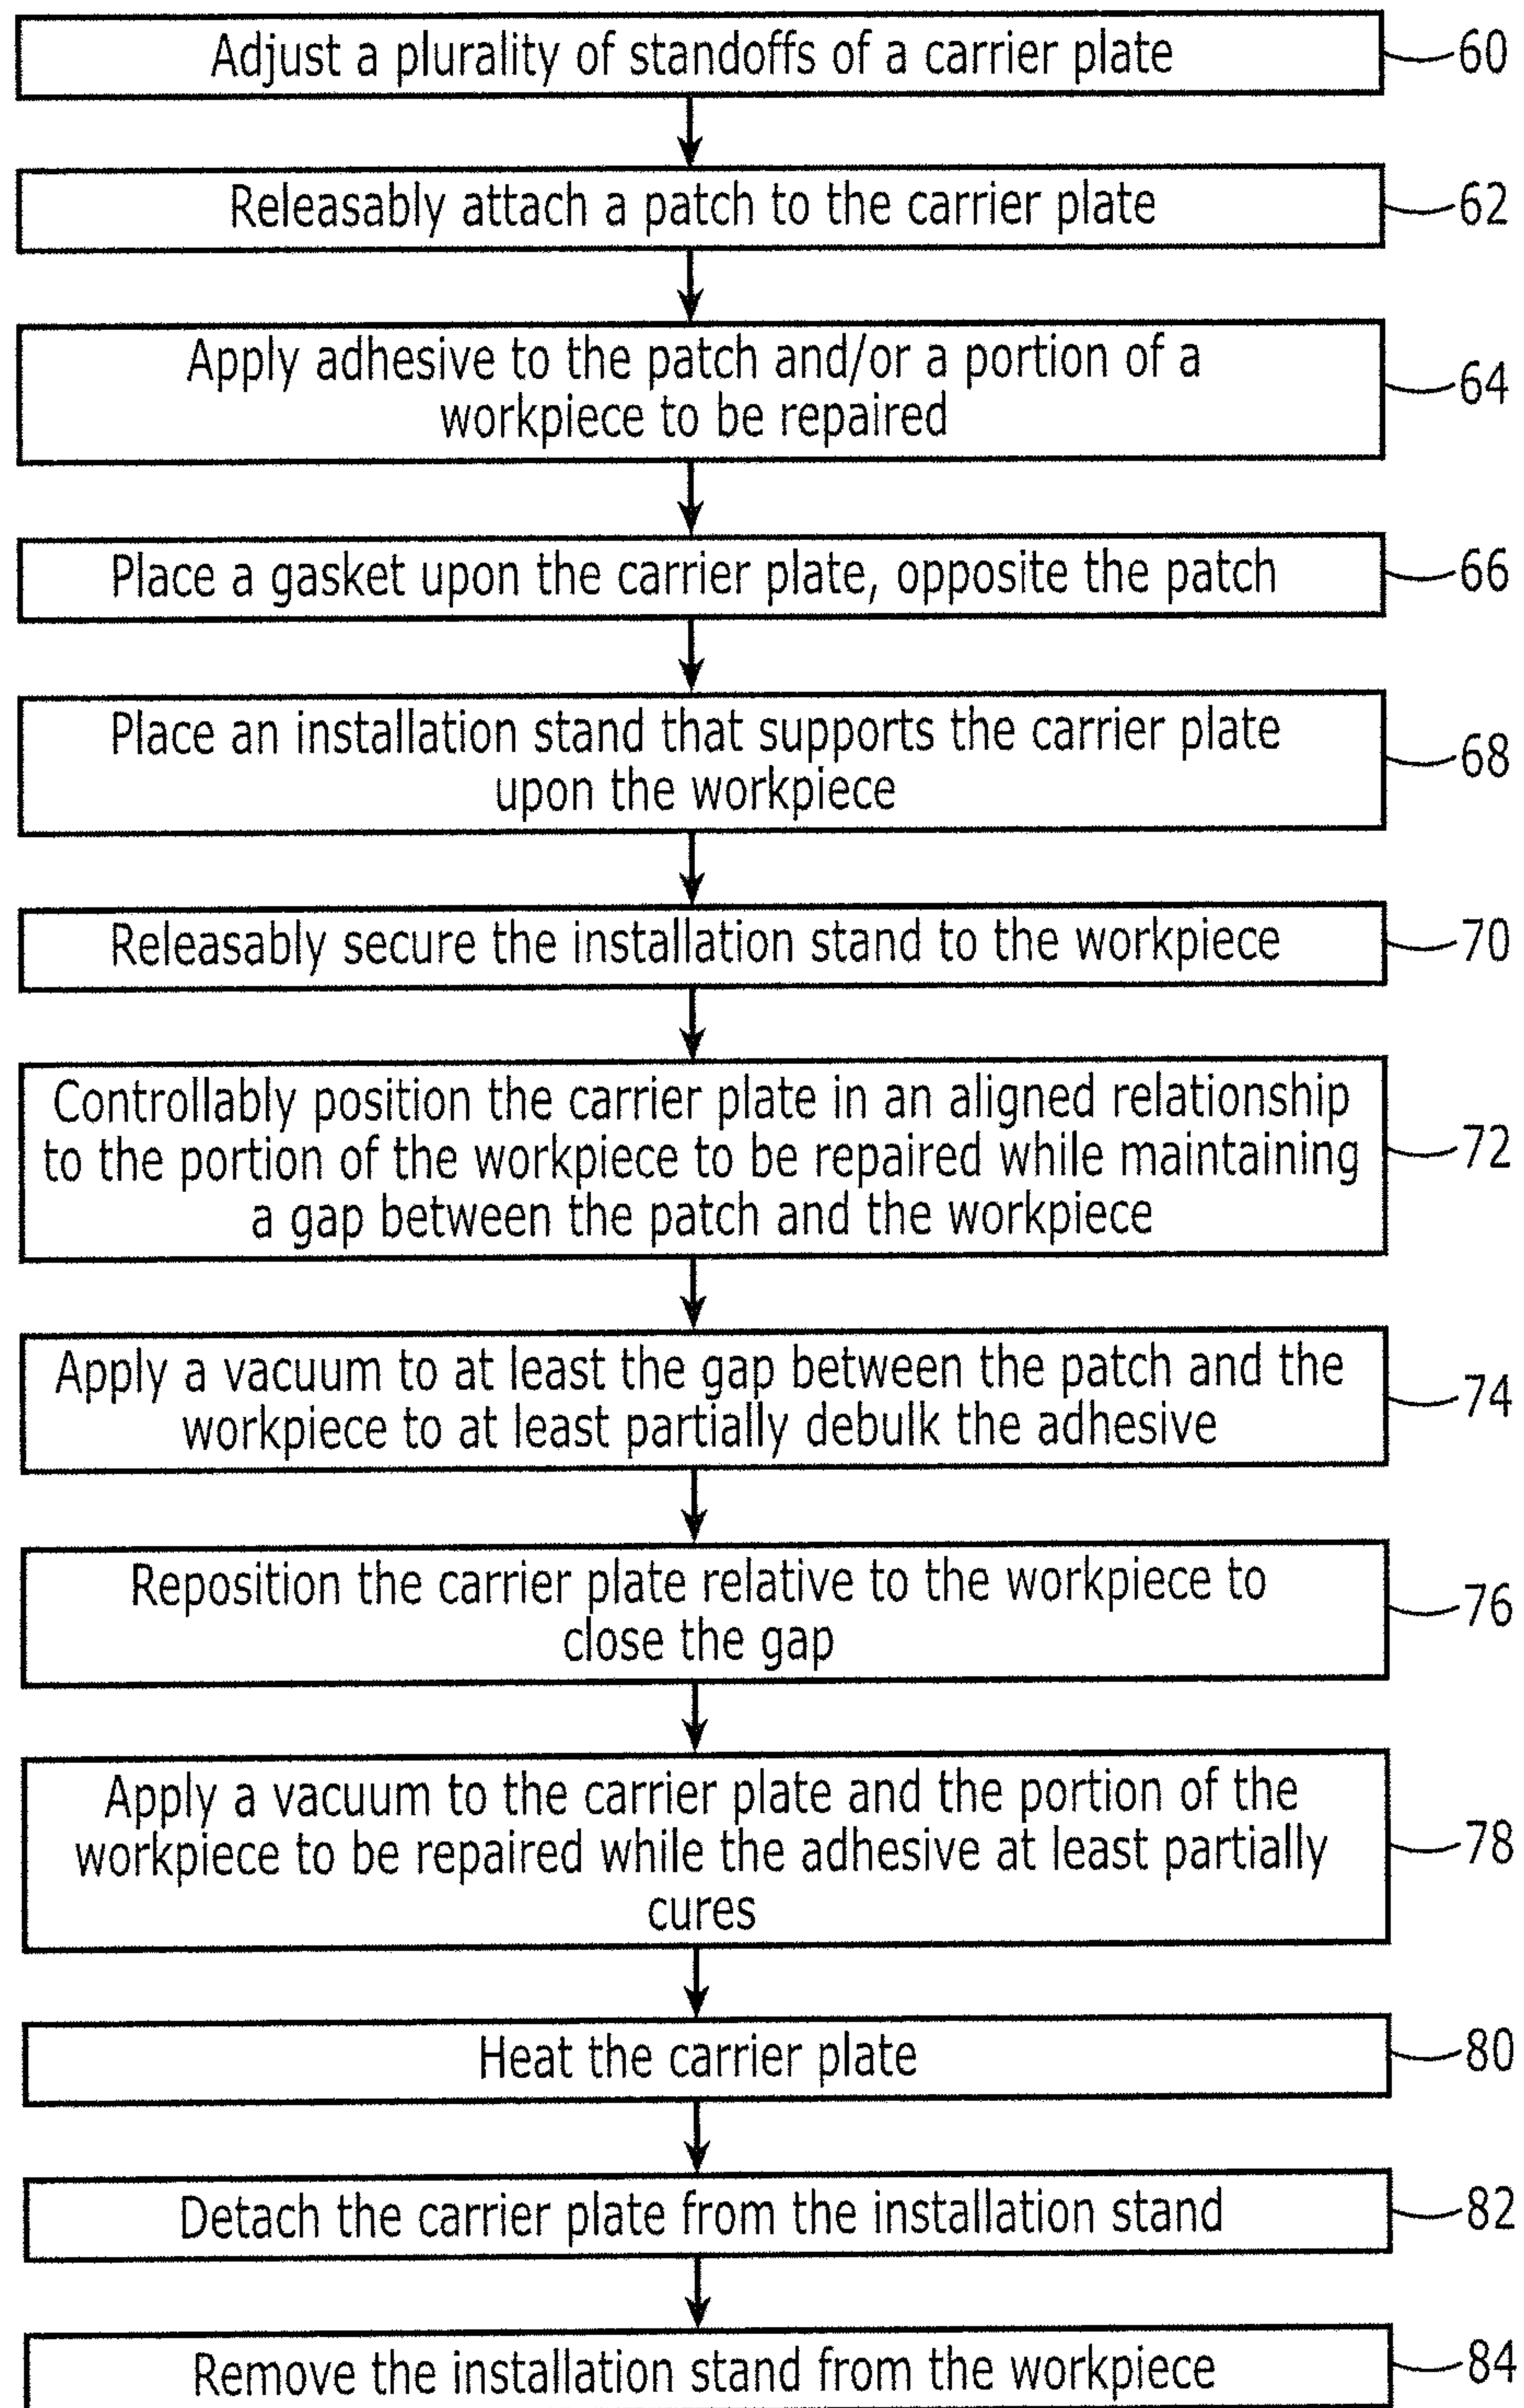 Adjust a plurality of standoffs of a carrier plate
60
Releasably attach a patch to the carrier plate
62
Apply adhesive to the patch and/or a portion of a
workpiece to be repaired
64
Place a gasket upon the carrier plate, opposite the patch
66
Place an installation stand that supports the carrier plate
upon the workpiece
68
Releasably secure the installation stand to the workpiece
70
Controllably position the carrier plate in an aligned relationship
to the portion of the workpiece to be repaired while maintaining
a gap between the patch and the workpiece
72
Apply a vacuum to at least the gap between the patch and the
workpiece to at least partially debulk the adhesive
74
Reposition the carrier plate relative to the workpiece to
close the gap
76
Apply a vacuum to the carrier plate and the portion of the
workpiece to be repaired while the adhesive at least partially
cures
78
Heat the carrier plate
80
Detach the carrier plate from the installation stand
82
Remove the installation stand from the workpiece
84